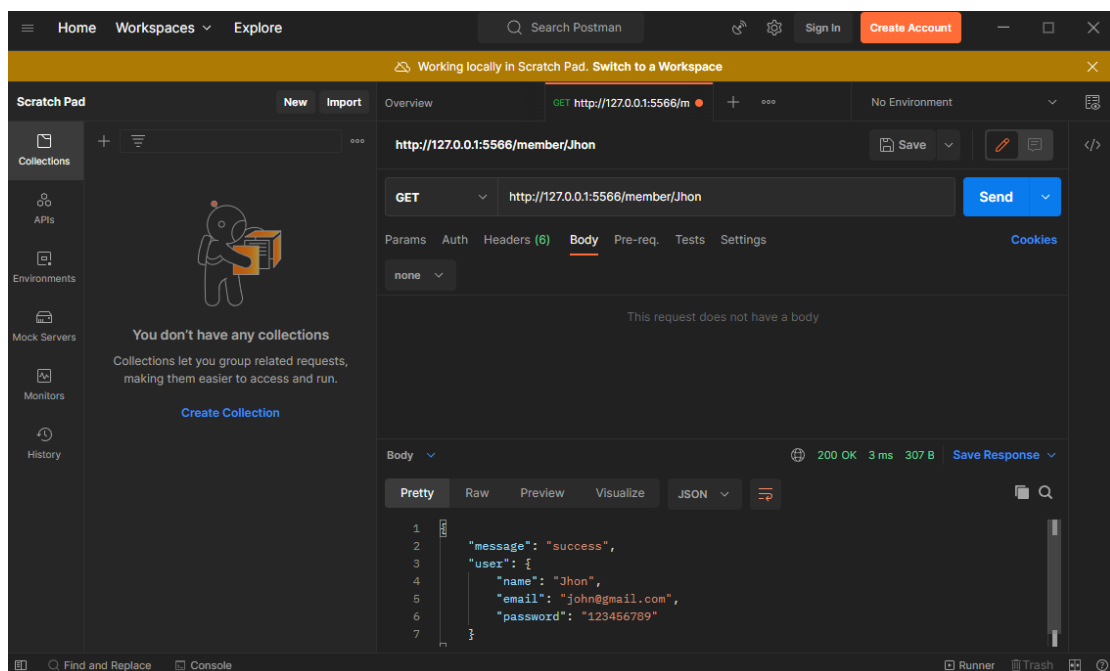 Home Workspaces Explore Search Postman Sign In Create Account
Working locally in Scratch Pad. Switch to a Workspace
Scratch Pad New Import Overview GET http://127.0.0.1:5566/m No Environment
Collections
APIs
Environments
Mock Servers
Monitors
History
You don't have any collections
Collections let you group related requests,
making them easier to access and run.
Create Collection
http://127.0.0.1:5566/member/Jhon Save
GET http://127.0.0.1:5566/member/Jhon Send
Params Auth Headers (6) Body Pre-req. Tests Settings Cookies
none
This request does not have a body
Body 200 OK 3 ms 307 B Save Response
Pretty Raw Preview Visualize JSON
1 {
2 "message": "success",
3 "user": {
4 "name": "Jhon",
5 "email": "john@gmail.com",
6 "password": "123456789"
7 }
Find and Replace Console Runner Trash